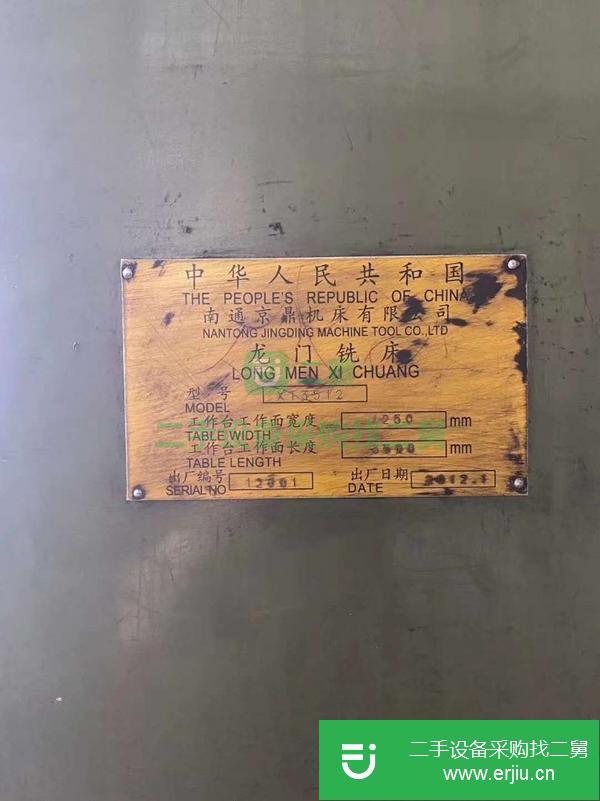 中华人民共和国
THE PEOPLE'S REPUBLIC OF CHINA
南通京鼎机床有限公司
NANTONG JINGDING MACHINE TOOL CO.,LTD
龙门铣床
LONG MEN XI CHUANG
型号
MODEL
工作台工作面宽度 1250 mm
TABLE WIDTH
工作台工作面长度 mm
TABLE LENGTH
出厂编号 12001 出厂日期 2012.1
SERIAL NO DATE
二手设备采购找二舅
www.erjiu.cn